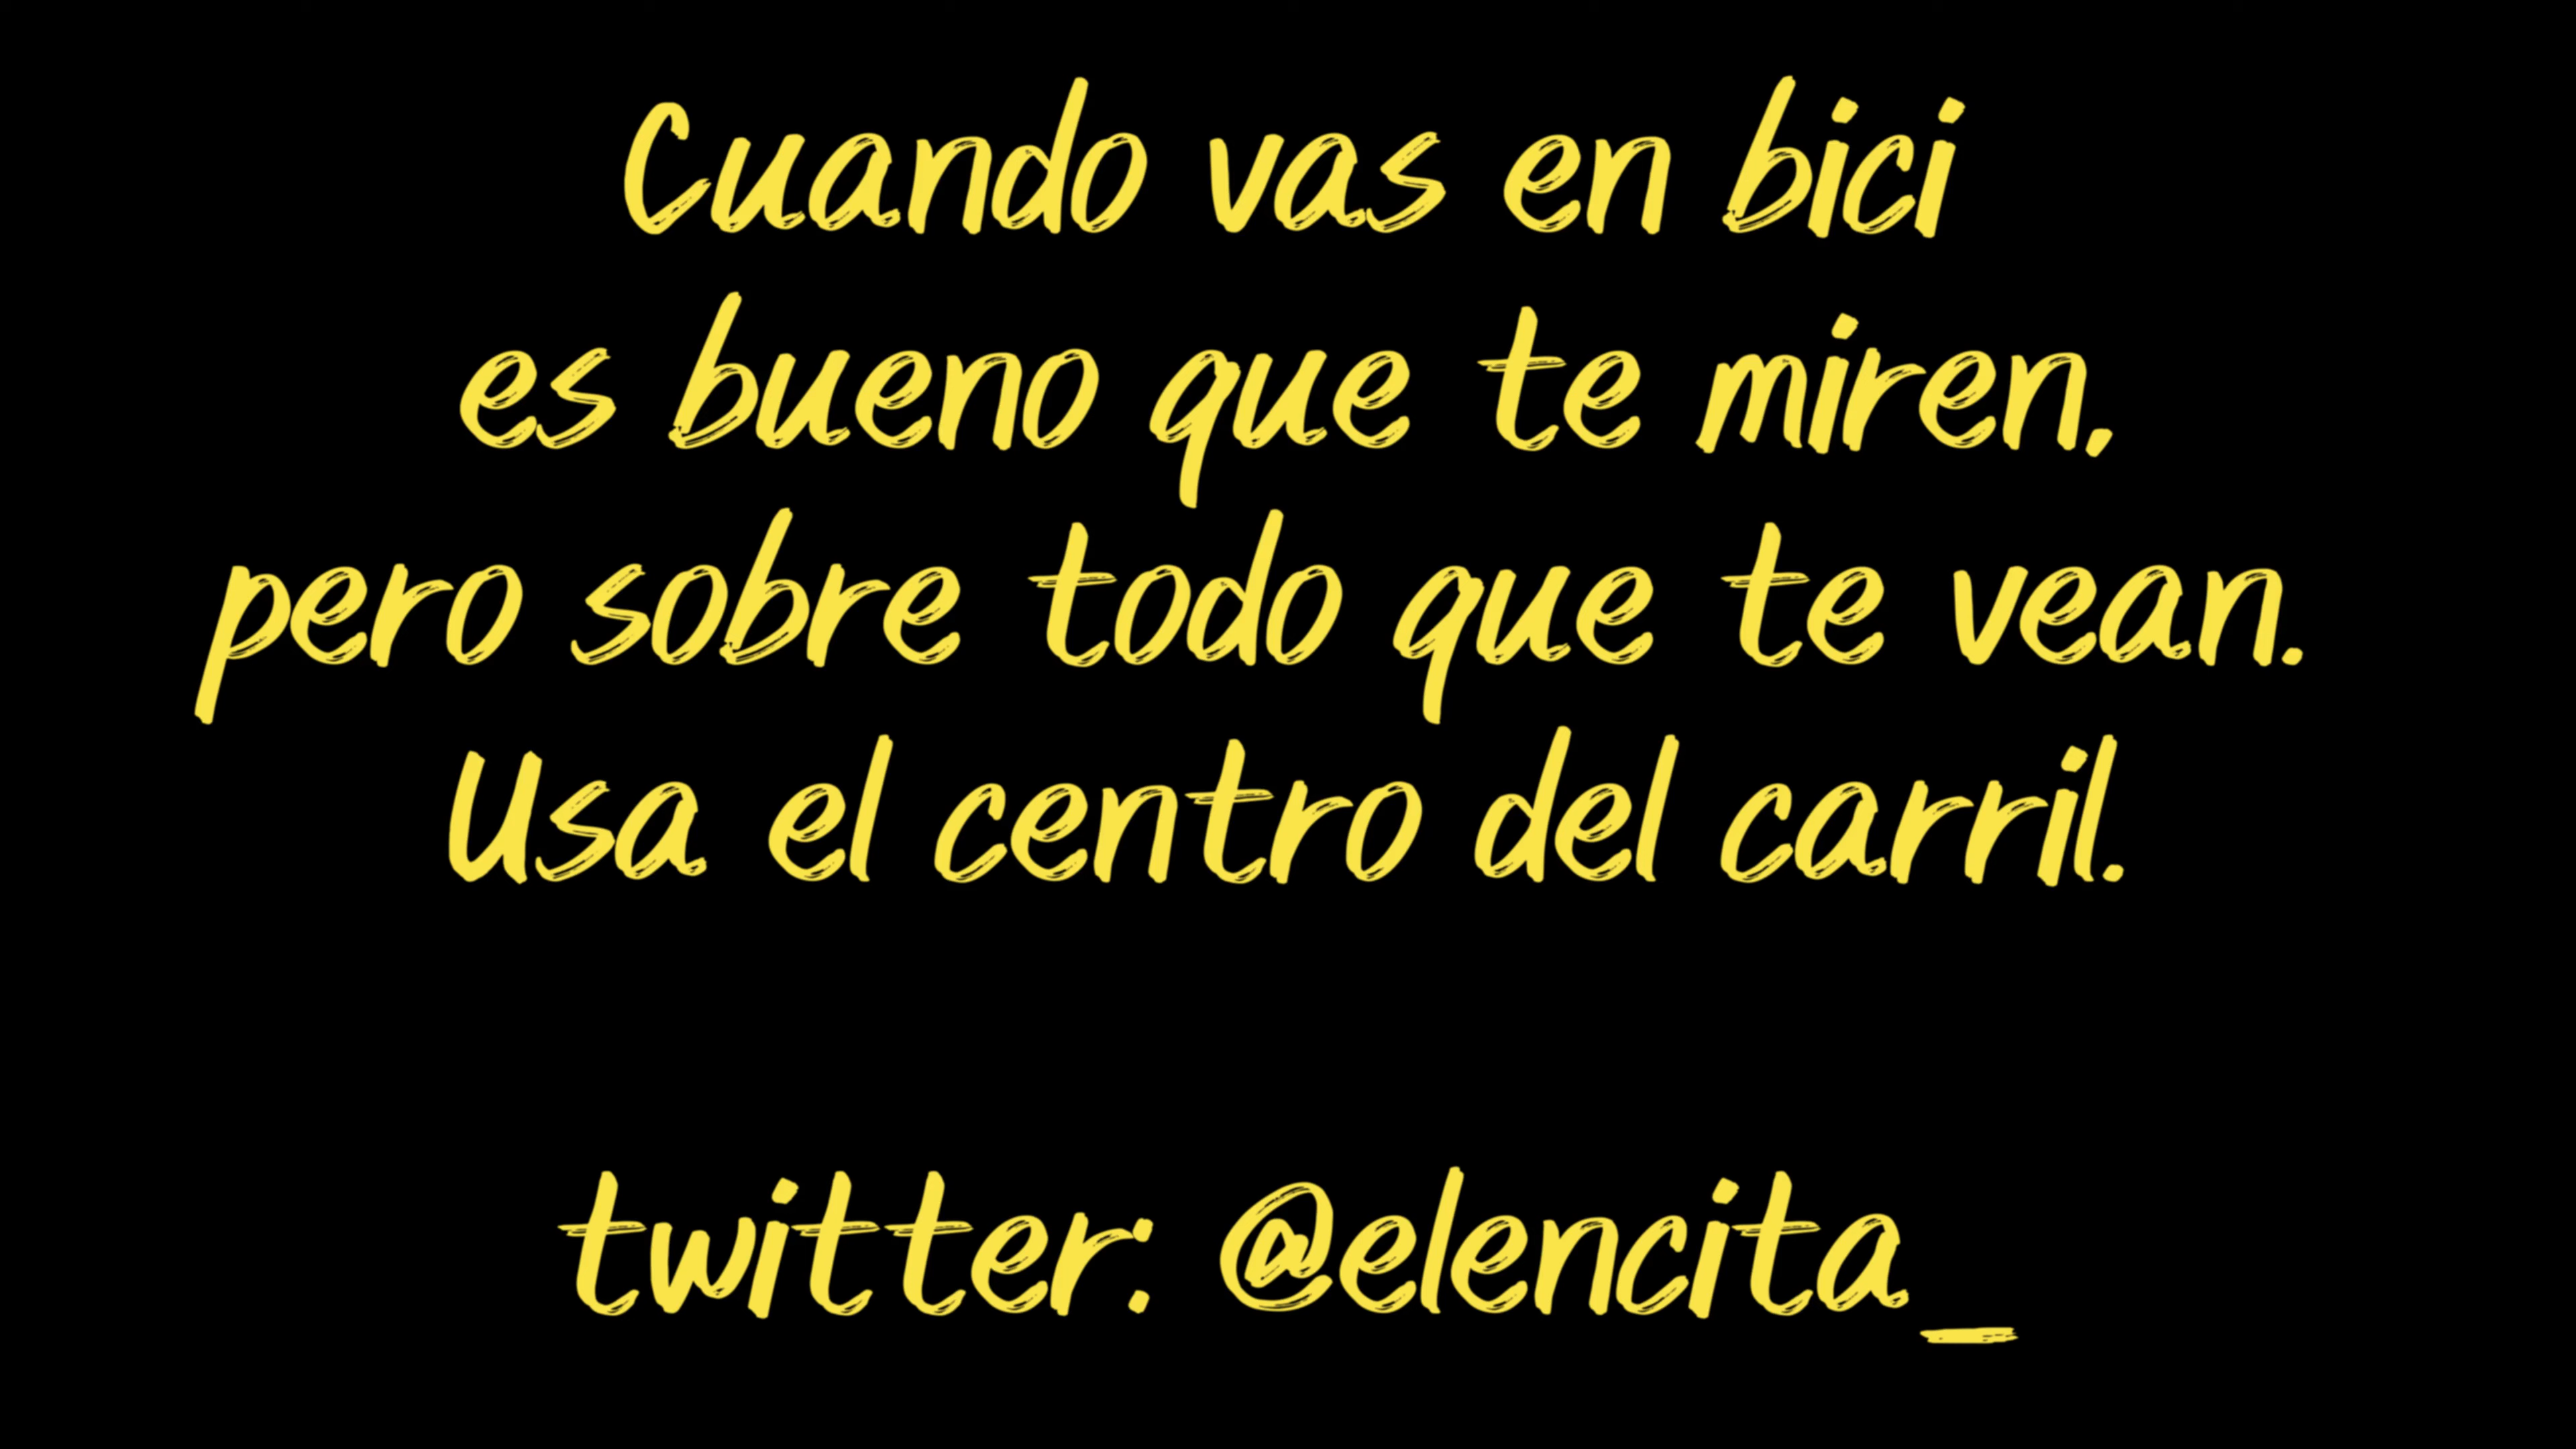 Cuando vas en bici
es bueno que te miren,
pero sobre todo que te vean.
Usa el centro del carril.
twitter: @elencita_